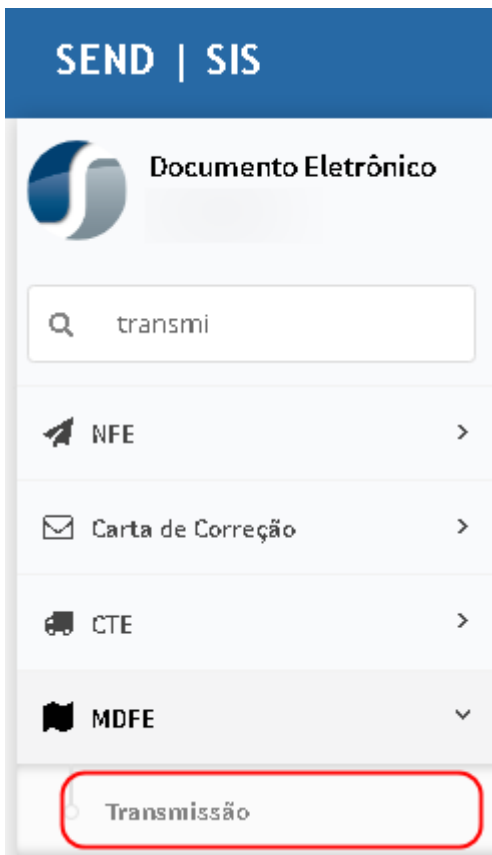 SEND | SIS
Documento Eletrônico
transmi
NFE
Carta de Correção
CTE
MDFE
Transmissão